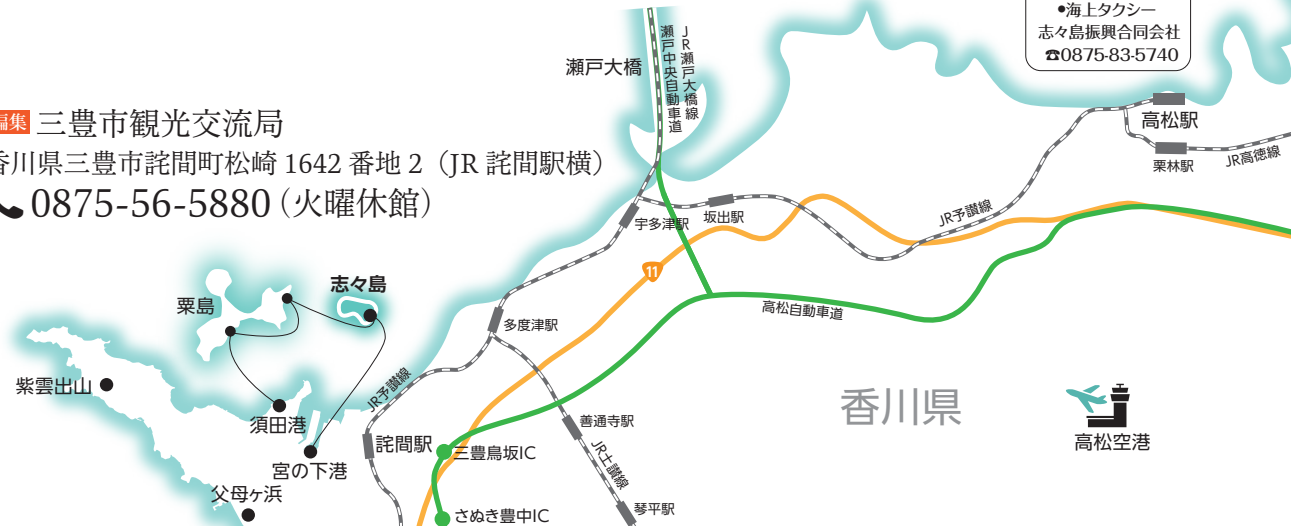 •海上タクシー
志々島振興合同会社
☎0875-83-5740
編集 三豊市観光交流局
香川県三豊市詫間町松崎 1642 番地 2（JR 詫間駅横）
0875-56-5880（火曜休館）
瀬戸大橋
JR瀬戸大橋線
瀬戸中央自動車道
高松駅
栗林駅
JR高徳線
宇多津駅
坂出駅
JR予讃線
11
高松自動車道
志々島
粟島
多度津駅
紫雲出山
JR予讃線
須田港
宮の下港
詫間駅
三豊鳥坂IC
善通寺駅
JR土讃線
香川県
高松空港
父母ヶ浜
さぬき豊中IC
琴平駅